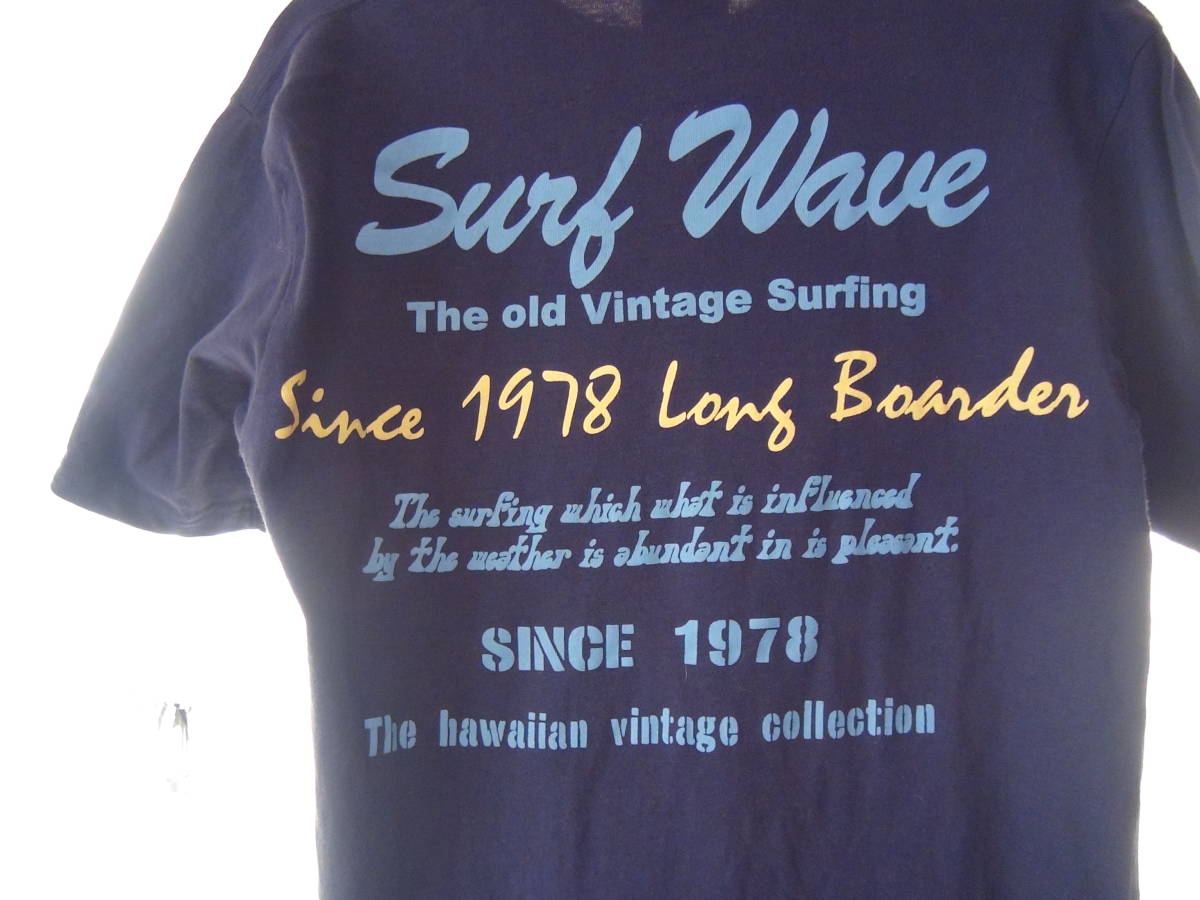 Surf Wave
The old Vintage Surfing
Since 1978 Long Boarder
The surfing which what is influenced
by the weather is abundant in is pleasant.
SINCE 1978
The hawaiian vintage collection